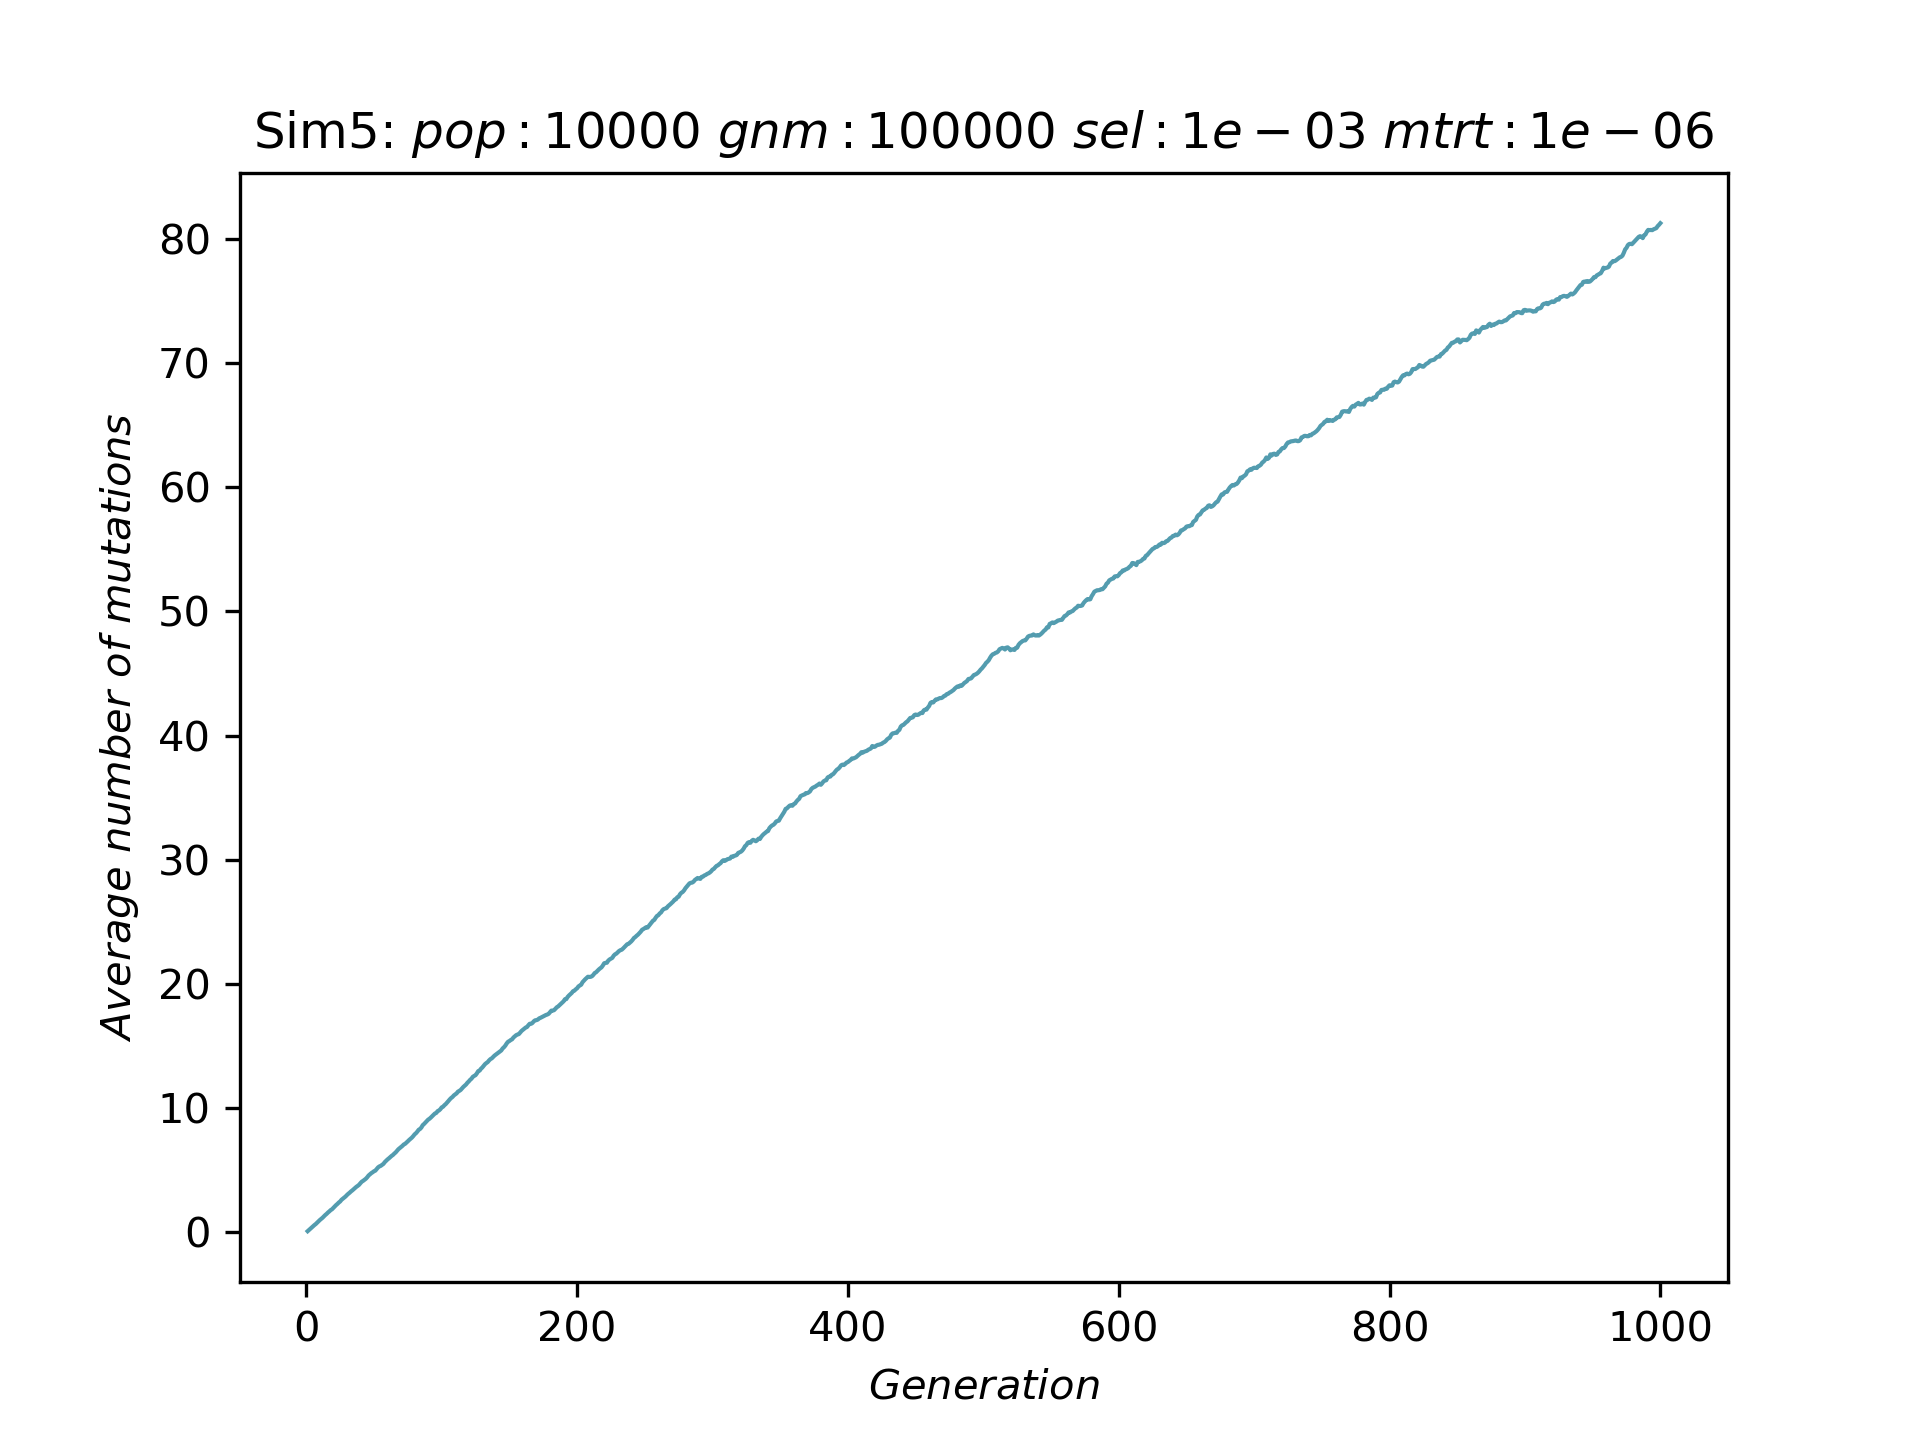 Sim5: pop : 10000 gnm : 100000 sel : 1e − 03 mtrt : 1e − 06
80
70
60
50
40
30
20
10
0
Average number of mutations
0 200 400 600 800 1000
Generation